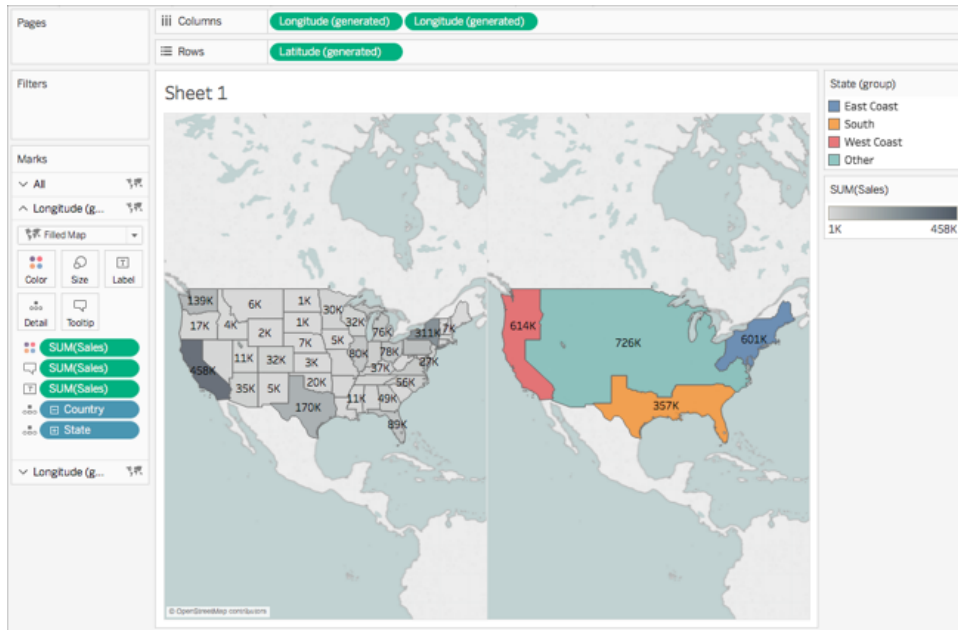 Pages
iii Columns
Longitude (generated)
Longitude (generated)
Rows
Latitude (generated)
Filters
Marks
All
Longitude (g...
Filled Map
Color
Size
Label
Detail
Tooltip
SUM(Sales)
SUM(Sales)
SUM(Sales)
Country
State
Longitude (g...
Sheet 1
139K
6K
1K
30K
17K
4K
1K
32K
76K
311K
7K
2K
7K
5K
11K
32K
3K
80K
78K
27K
458K
37K
35K
5K
20K
56K
170K
11K
49K
89K
614K
726K
601K
357K
© OpenStreetMap contributors
State (group)
East Coast
South
West Coast
Other
SUM(Sales)
1K
458K